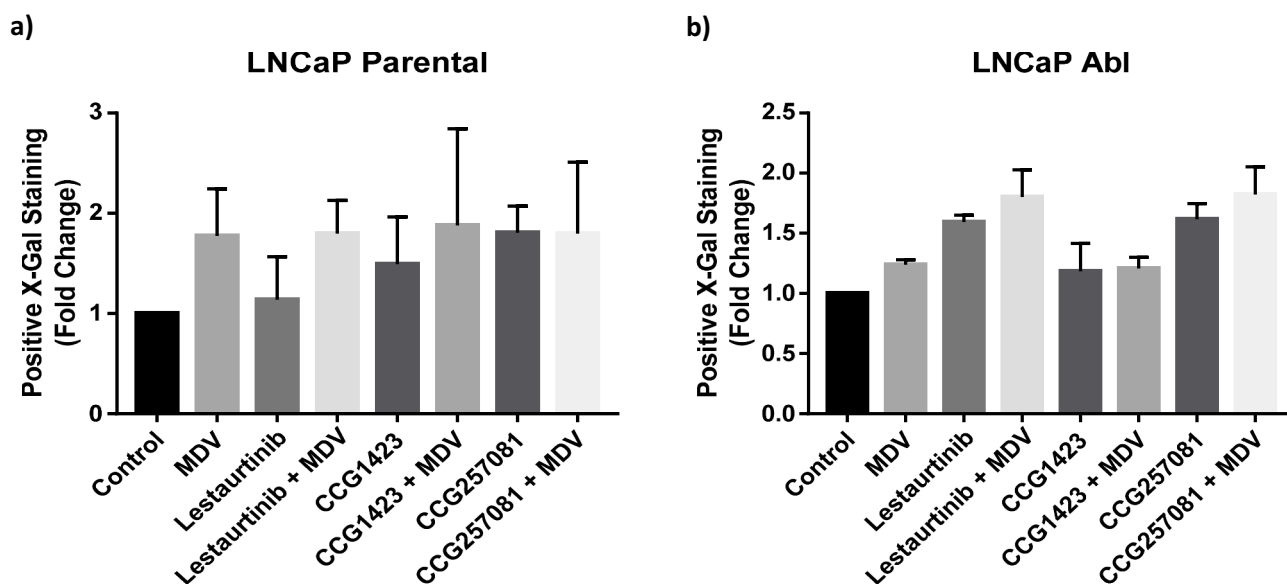 a)
LNCaP Parental
Positive X-Gal Staining
(Fold Change)
3
2
1
0
Control
MDV
Lestaurtinib
Lestaurtinib + MDV
CCG1423
CCG1423 + MDV
CCG257081
CCG257081 + MDV
b)
LNCaP Abl
Positive X-Gal Staining
(Fold Change)
2.5
2.0
1.5
1.0
0.5
0.0
Control
MDV
Lestaurtinib
Lestaurtinib + MDV
CCG1423
CCG1423 + MDV
CCG257081
CCG257081 + MDV